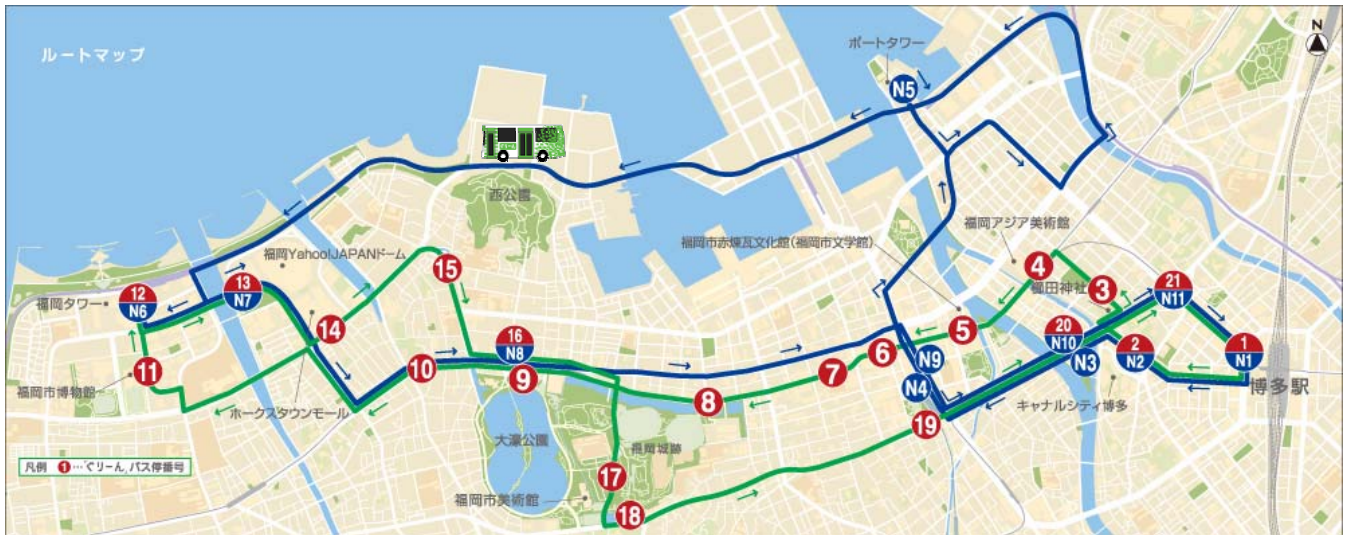 ルートマップ
N
ポートタワー
N5
西公園
福岡アジア美術館
福岡市赤煉瓦文化館(福岡市文学館)
福岡Yahoo!JAPANドーム
15
4
櫛田神社
3
福岡タワー
12
N6
13
N7
21
N11
14
16
N8
5
20
N10
6
N9
N3
2
N2
1
N1
11
10
9
7
博多駅
福岡市博物館
8
N4
キャナルシティ博多
ホークスタウンモール
19
大濠公園
福岡城跡
凡例 1…“ぐりーん”バス停番号
17
福岡市美術館
18